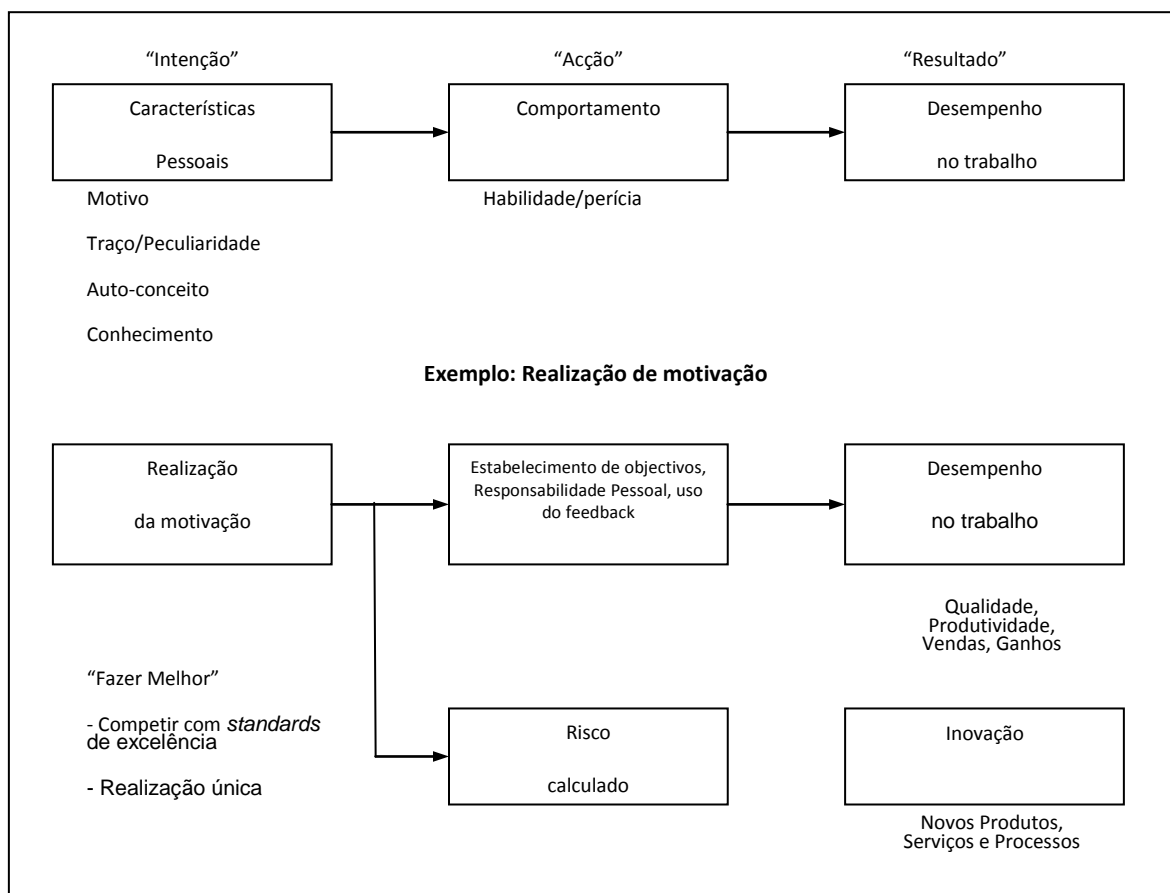 “Intenção”
“Acção”
“Resultado”
Características
Pessoais
Comportamento
Desempenho
no trabalho
Motivo
Traço/Peculiaridade
Auto-conceito
Conhecimento
Habilidade/perícia
Exemplo: Realização de motivação
Realização
da motivação
Estabelecimento de objectivos,
Responsabilidade Pessoal, uso
do feedback
Desempenho
no trabalho
Qualidade,
Produtividade,
Vendas, Ganhos
“Fazer Melhor”
- Competir com standards
de excelência
- Realização única
Risco
calculado
Inovação
Novos Produtos,
Serviços e Processos